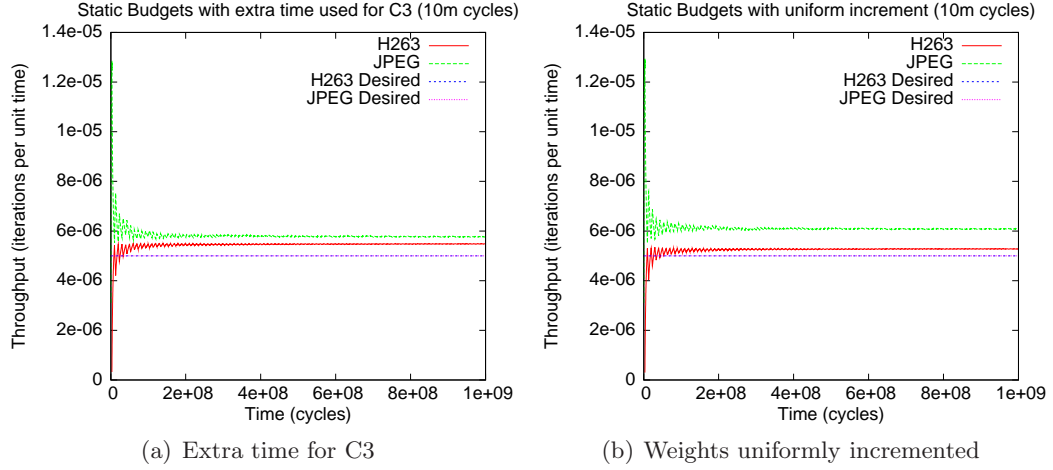 Static Budgets with extra time used for C3 (10m cycles)
1.4e-05
1.2e-05
1e-05
8e-06
6e-06
4e-06
2e-06
0
Throughput (iterations per unit time)
H263
JPEG
H263 Desired
JPEG Desired
0
2e+08
4e+08
6e+08
8e+08
1e+09
Time (cycles)
(a) Extra time for C3
Static Budgets with uniform increment (10m cycles)
1.4e-05
1.2e-05
1e-05
8e-06
6e-06
4e-06
2e-06
0
Throughput (iterations per unit time)
H263
JPEG
H263 Desired
JPEG Desired
0
2e+08
4e+08
6e+08
8e+08
1e+09
Time (cycles)
(b) Weights uniformly incremented